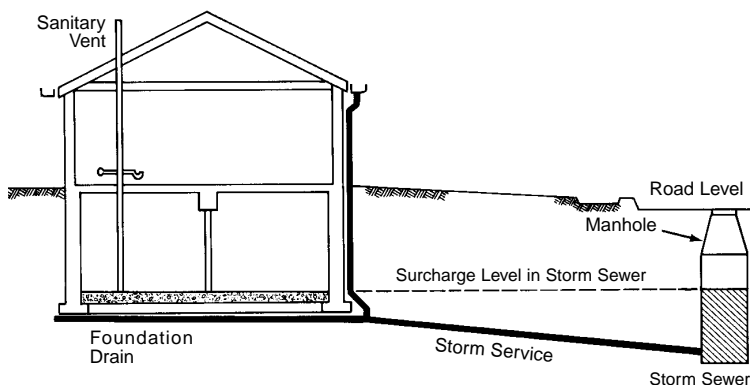 Sanitary
Vent
Road Level
Manhole
Surcharge Level in Storm Sewer
Foundation
Drain
Storm Service
Storm Sewer